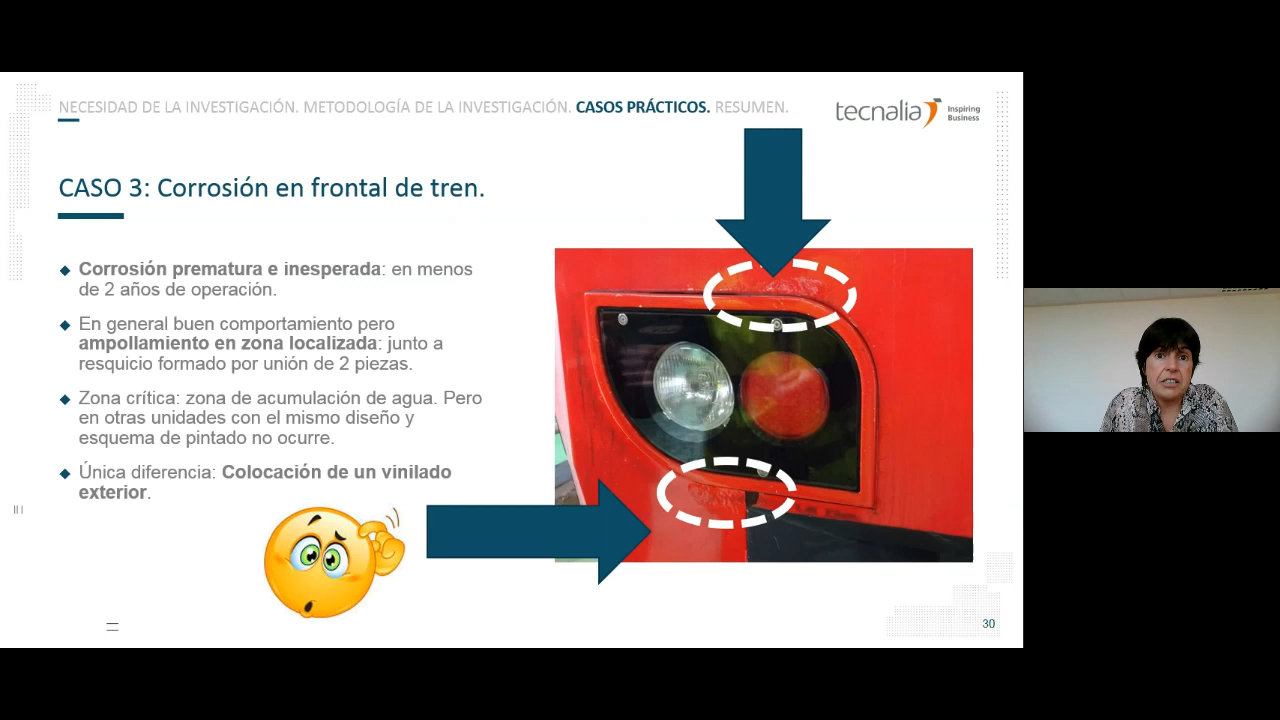 NECESIDAD DE LA INVESTIGACIÓN. METODOLOGÍA DE LA INVESTIGACIÓN. CASOS PRÁCTICOS. RESUMEN.
tecnalia Inspiring Business
CASO 3: Corrosión en frontal de tren.
Corrosión prematura e inesperada: en menos
de 2 años de operación.
En general buen comportamiento pero
ampollamiento en zona localizada: junto a
resquicio formado por unión de 2 piezas.
Zona crítica: zona de acumulación de agua. Pero
en otras unidades con el mismo diseño y
esquema de pintado no ocurre.
Única diferencia: Colocación de un vinilado
exterior.
30